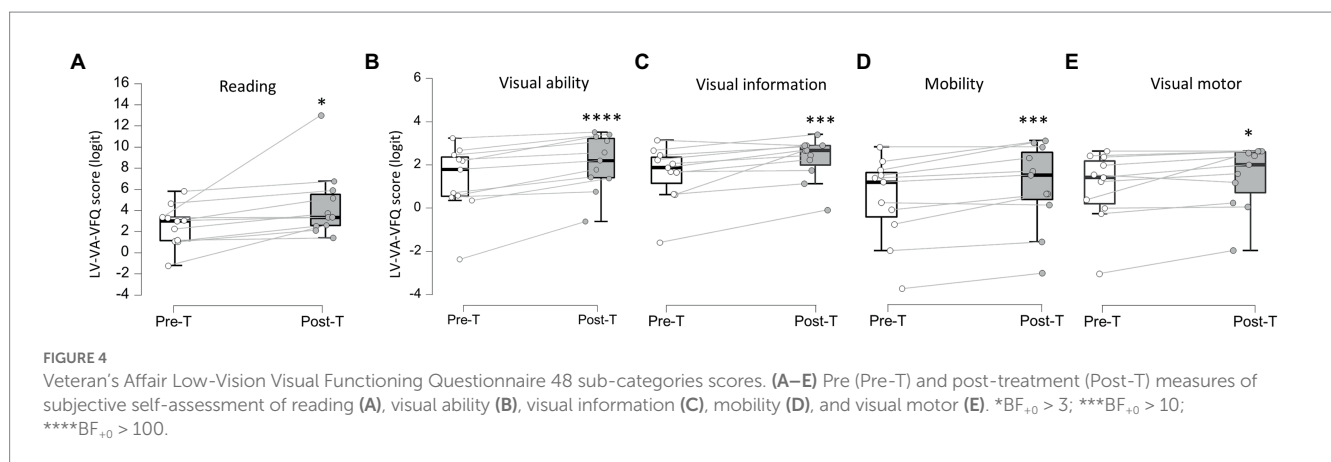 A
Reading
*
LV-VA-VFQ score (logit)
16
14
12
10
8
6
4
2
0
-2
-4
Pre-T
Post-T
B
Visual ability
****
LV-VA-VFQ score (logit)
6
4
2
0
-2
-4
Pre-T
Post-T
C
Visual information
***
Pre-T
Post-T
D
Mobility
***
Pre-T
Post-T
E
Visual motor
*
Pre-T
Post-T
FIGURE 4
Veteran’s Affair Low-Vision Visual Functioning Questionnaire 48 sub-categories scores. (A–E) Pre (Pre-T) and post-treatment (Post-T) measures of
subjective self-assessment of reading (A), visual ability (B), visual information (C), mobility (D), and visual motor (E). *BF+0 > 3; ***BF+0 > 10;
****BF+0 > 100.